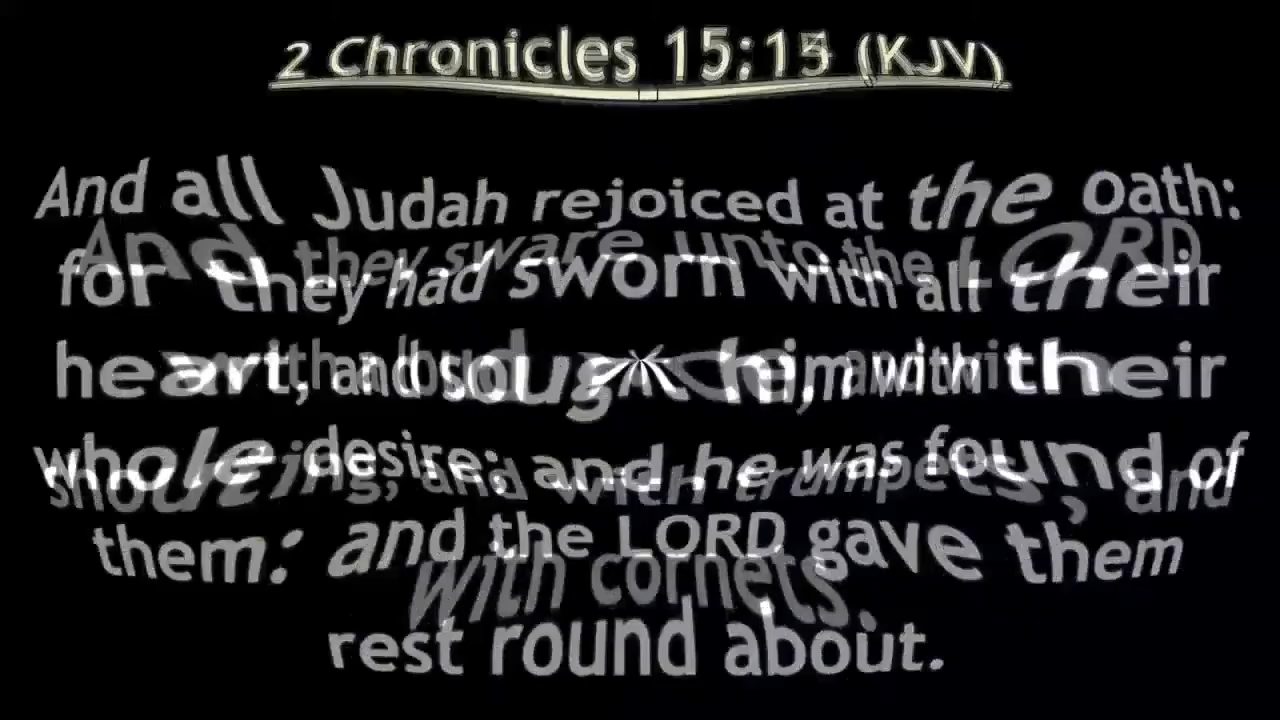 2 Chronicles 15:15 (KJV)
And all Judah rejoiced at the oath:
And they sware unto the LORD
for they had sworn with all their
heart, and sought him, and with their
with a loud voice, and with
whole desire; and he was found of
shouting, and with trumpets, and
them: and the LORD gave them
with cornets.
rest round about.